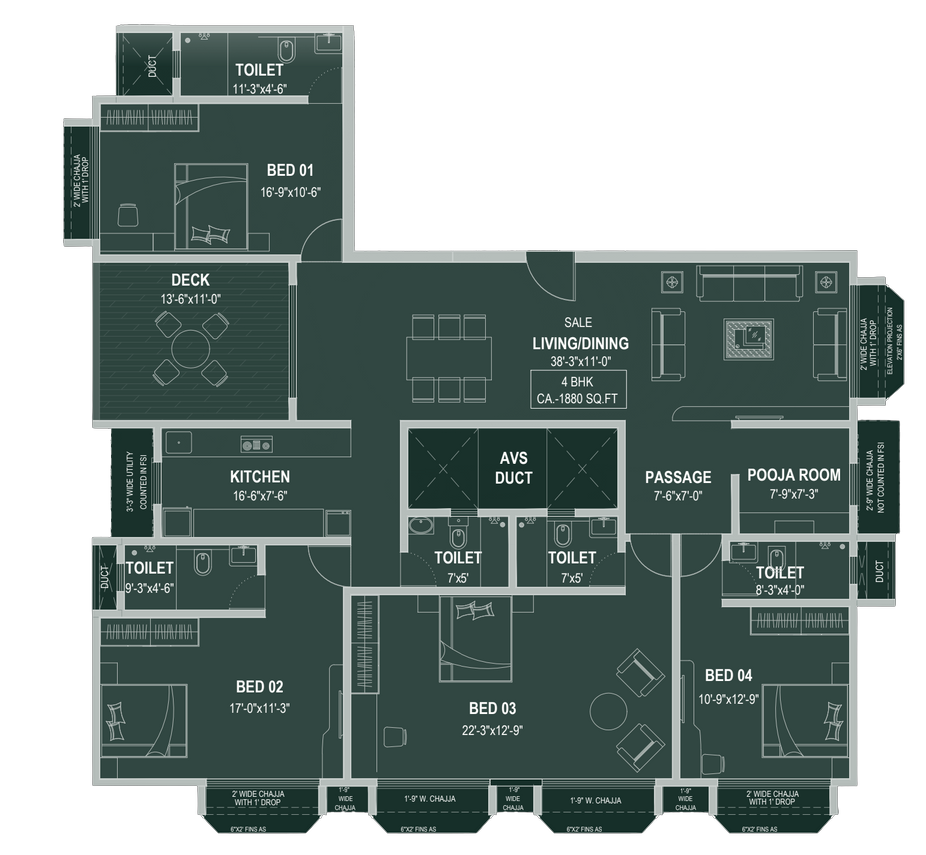 DUCT
TOILET
11'-3"x4'-6"
2' WIDE CHAJJA
WITH 1' DROP
BED 01
16'-9"x10'-6"
DECK
13'-6"x11'-0"
SALE
LIVING/DINING
38'-3"x11'-0"
4 BHK
CA.-1880 SQ.FT
2' WIDE CHAJJA
WITH 1' DROP
ELEVATION PROJECTION
2'X6" FINS AS
3'-3" WIDE UTILITY
COUNTED IN FSI
KITCHEN
16'-6"x7'-6"
AVS
DUCT
PASSAGE
7'-6"x7'-0"
POOJA ROOM
7'-9"x7'-3"
2'-9" WIDE CHAJJA
NOT COUNTED IN FSI
DUCT
TOILET
9'-3"x4'-6"
TOILET
7'x5'
TOILET
7'x5'
TOILET
8'-3"x4'-0"
DUCT
BED 02
17'-0"x11'-3"
BED 03
22'-3"x12'-9"
BED 04
10'-9"x12'-9"
2' WIDE CHAJJA
WITH 1' DROP
6"X2' FINS AS
1'-9"
WIDE
CHAJJA
1'-9" W. CHAJJA
6"X2' FINS AS
1'-9"
WIDE
CHAJJA
1'-9" W. CHAJJA
6"X2' FINS AS
1'-9"
WIDE
CHAJJA
2' WIDE CHAJJA
WITH 1' DROP
6"X2' FINS AS